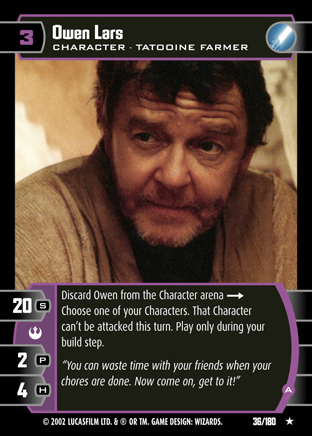 3 Owen Lars
CHARACTER · TATOOINE FARMER
20 S
2 P
4 H
Discard Owen from the Character arena →
Choose one of your Characters. That Character
can't be attacked this turn. Play only during your
build step.
"You can waste time with your friends when your
chores are done. Now come on, get to it!"
A
© 2002 LUCASFILM LTD. & ® OR TM. GAME DESIGN: WIZARDS. 36/180 ★